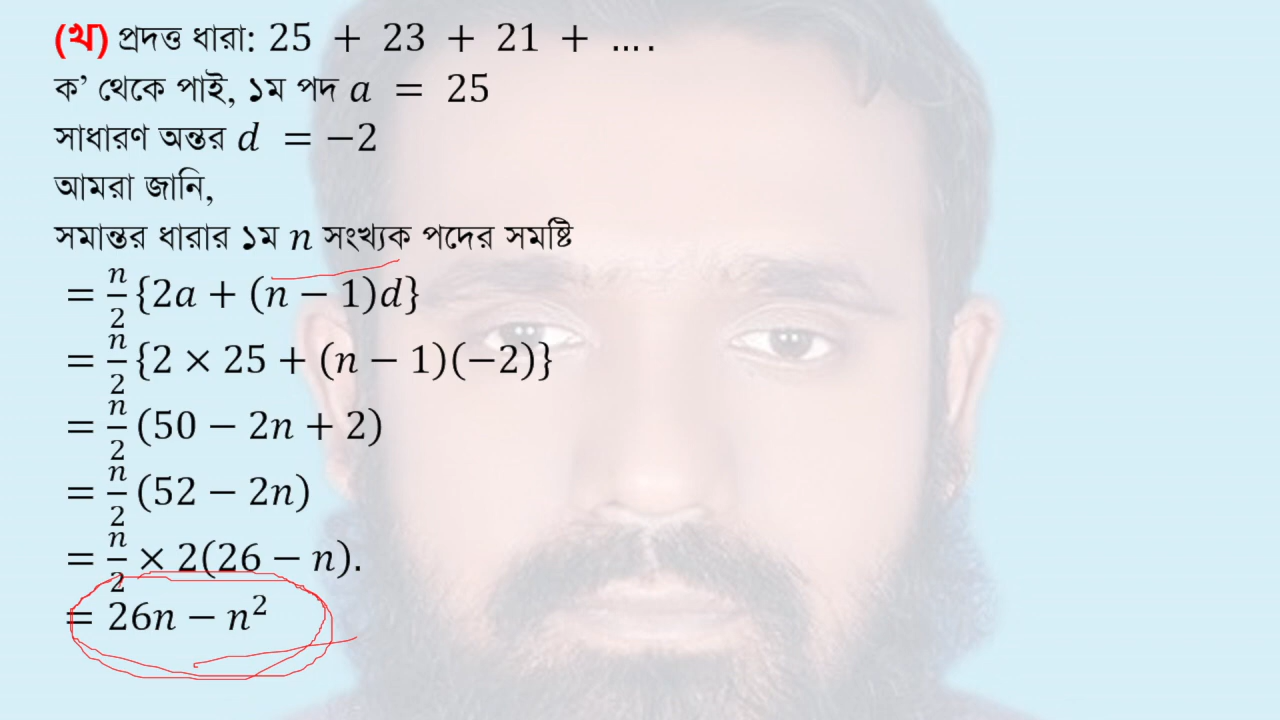 (খ) প্রদত্ত ধারা: 25 + 23 + 21 + ... .
ক’ থেকে পাই, ১ম পদ a = 25
সাধারণ অন্তর d = −2
আমরা জানি,
সমান্তর ধারার ১ম n সংখ্যক পদের সমষ্টি
= n/2 {2a + (n − 1)d}
= n/2 {2 × 25 + (n − 1)(−2)}
= n/2 (50 − 2n + 2)
= n/2 (52 − 2n)
= n/2 × 2(26 − n).
= 26n − n²